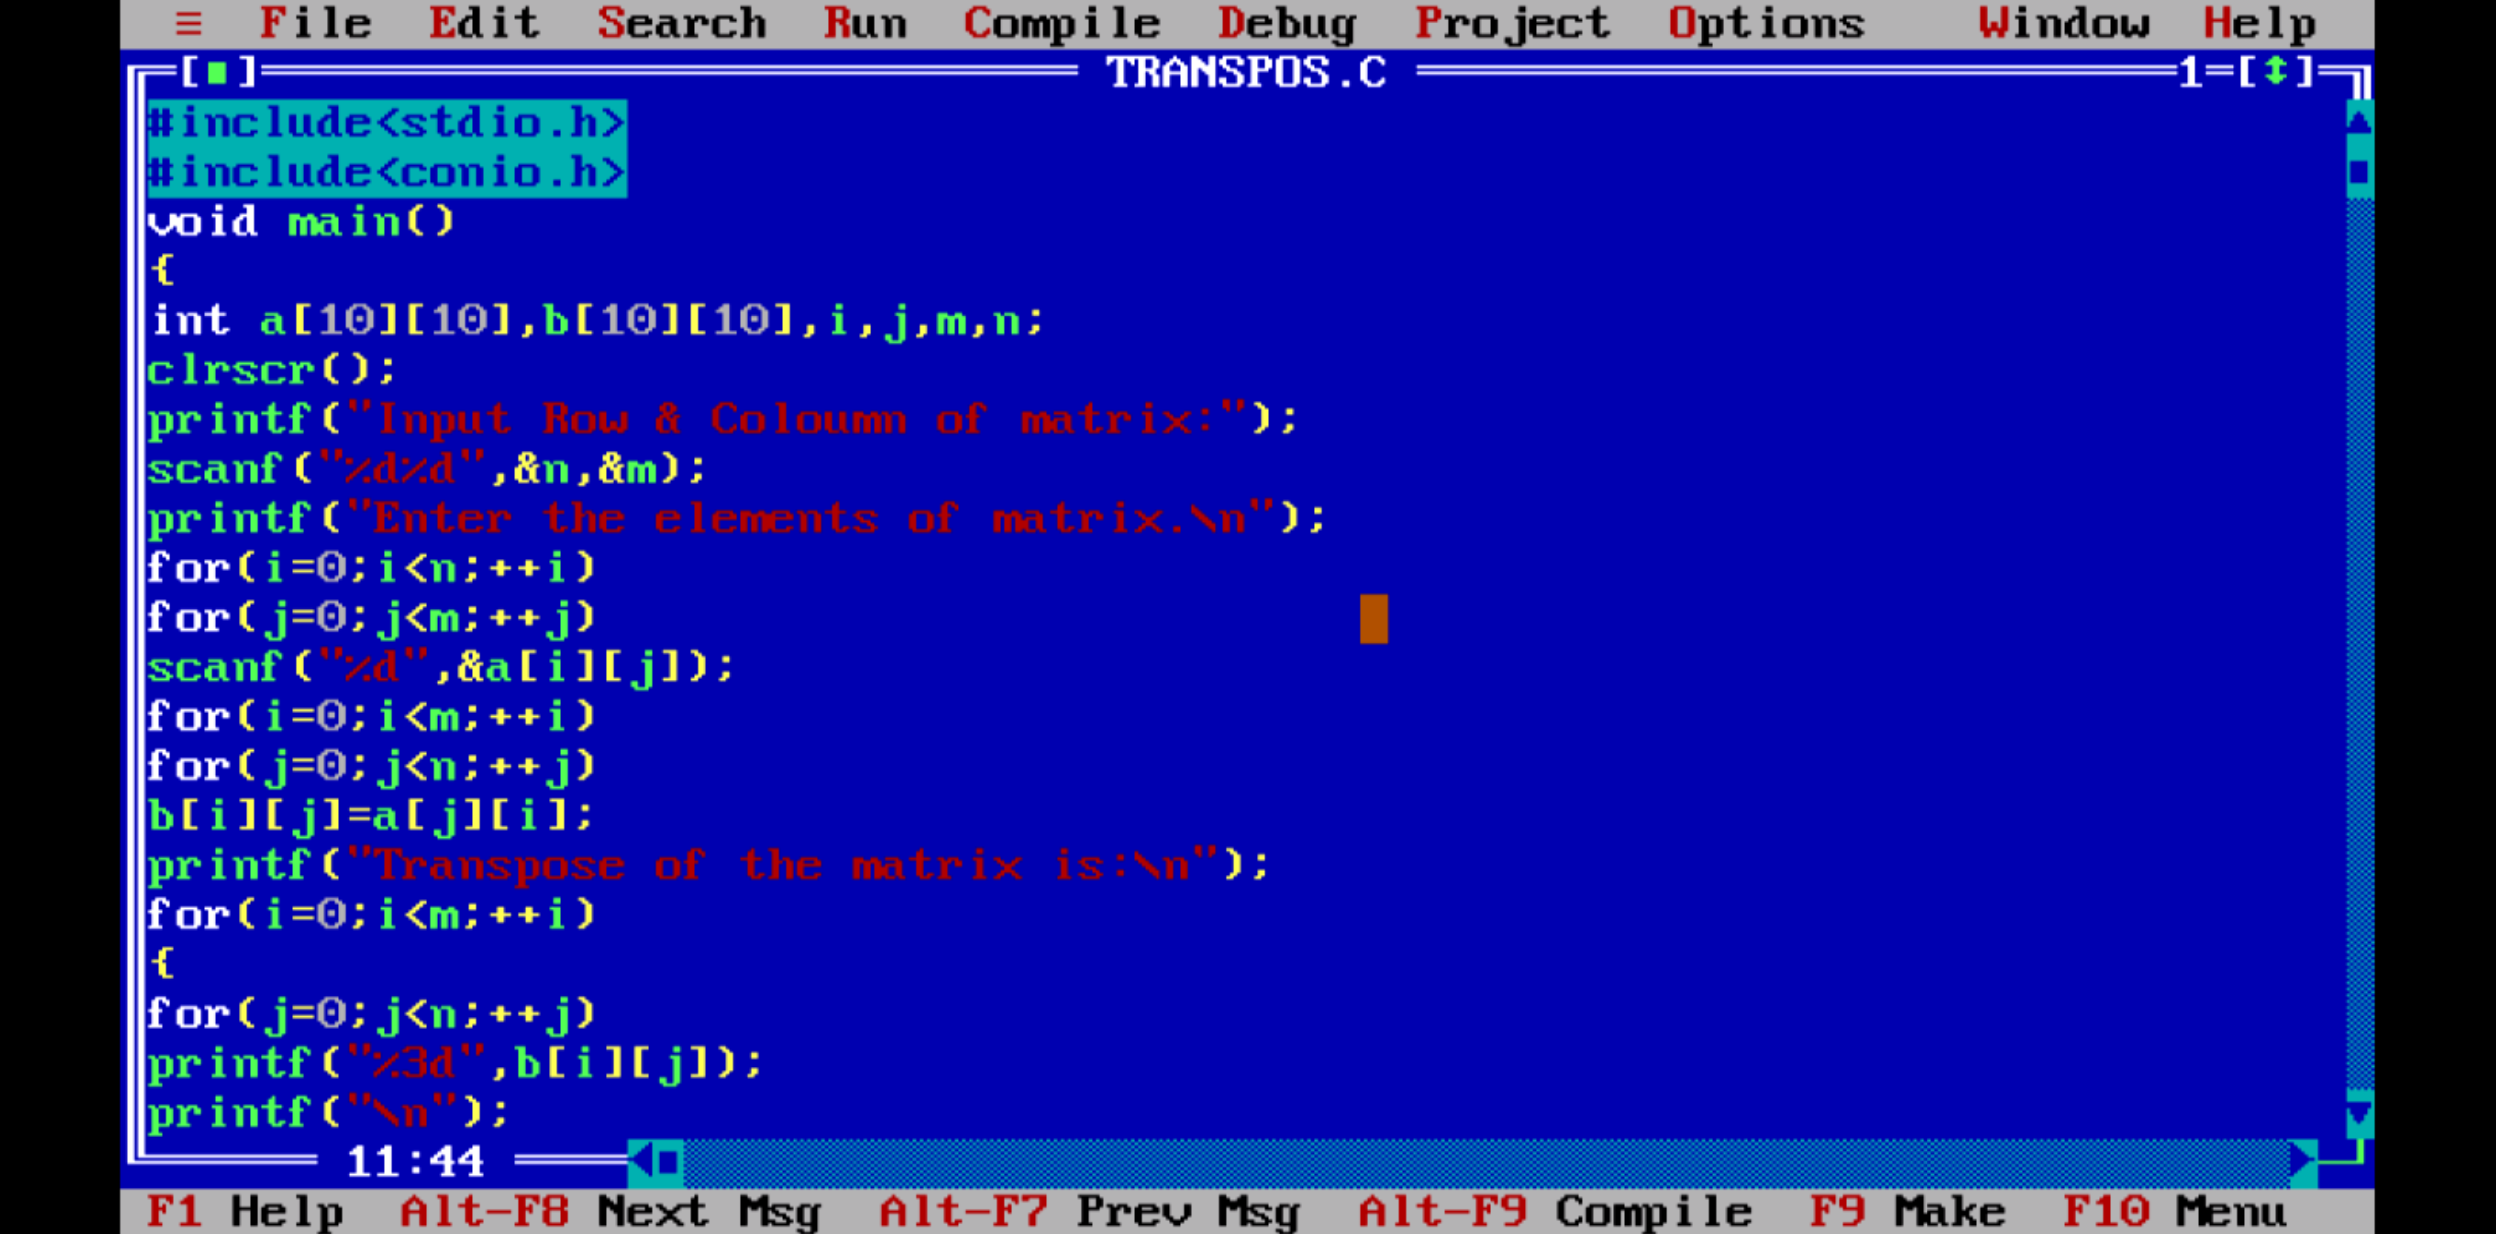 ≡ File Edit Search Run Compile Debug Project Options Window Help
[■] TRANSPOS.C 1=[↕]
#include<stdio.h>
#include<conio.h>
void main()
{
int a[10][10],b[10][10],i,j,m,n;
clrscr();
printf("Input Row & Coloumn of matrix:");
scanf("%d%d",&n,&m);
printf("Enter the elements of matrix.\n");
for(i=0;i<n;++i)
for(j=0;j<m;++j)
scanf("%d",&a[i][j]);
for(i=0;i<m;++i)
for(j=0;j<n;++j)
b[i][j]=a[j][i];
printf("Transpose of the matrix is:\n");
for(i=0;i<m;++i)
{
for(j=0;j<n;++j)
printf("%3d",b[i][j]);
printf("\n");
11:44
F1 Help Alt-F8 Next Msg Alt-F7 Prev Msg Alt-F9 Compile F9 Make F10 Menu